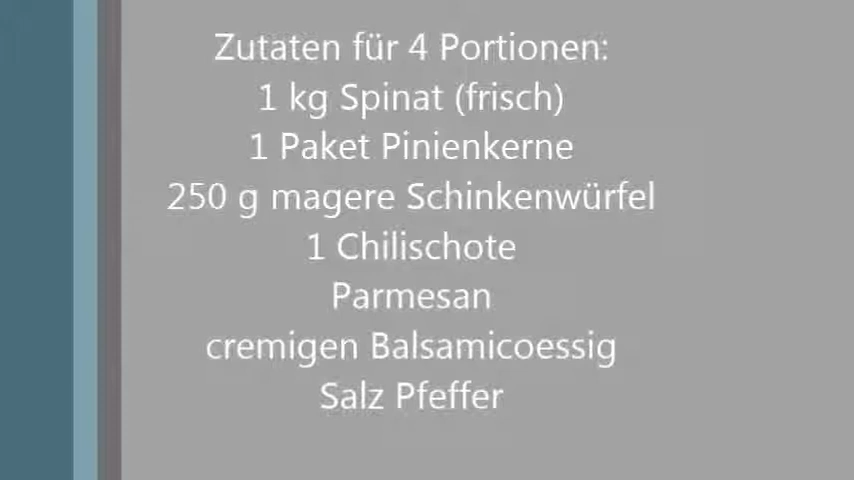 Zutaten für 4 Portionen:
1 kg Spinat (frisch)
1 Paket Pinienkerne
250 g magere Schinkenwürfel
1 Chilischote
Parmesan
cremigen Balsamicoessig
Salz Pfeffer